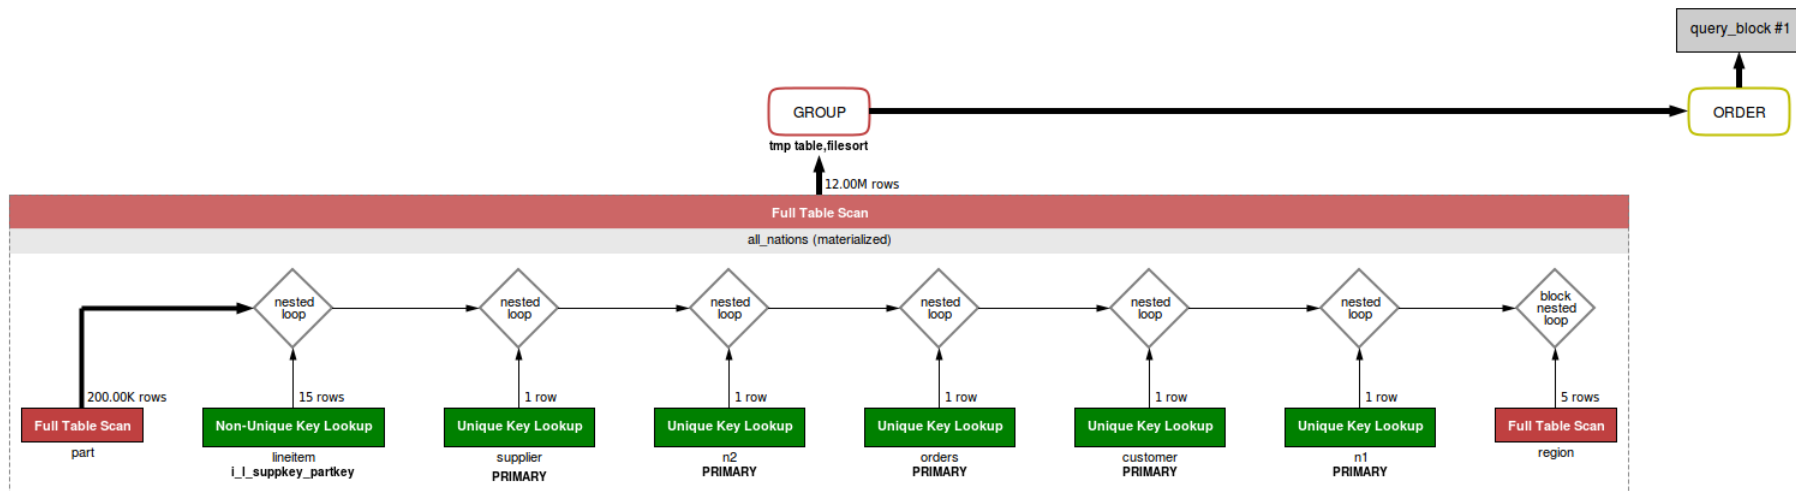 query_block #1
GROUP
ORDER
tmp table,filesort
12.00M rows
Full Table Scan
all_nations (materialized)
nested
loop
nested
loop
nested
loop
nested
loop
nested
loop
nested
loop
block
nested
loop
200.00K rows
15 rows
1 row
1 row
1 row
1 row
1 row
5 rows
Full Table Scan
Non-Unique Key Lookup
Unique Key Lookup
Unique Key Lookup
Unique Key Lookup
Unique Key Lookup
Unique Key Lookup
Full Table Scan
part
lineitem
supplier
n2
orders
customer
n1
region
i_l_suppkey_partkey
PRIMARY
PRIMARY
PRIMARY
PRIMARY
PRIMARY